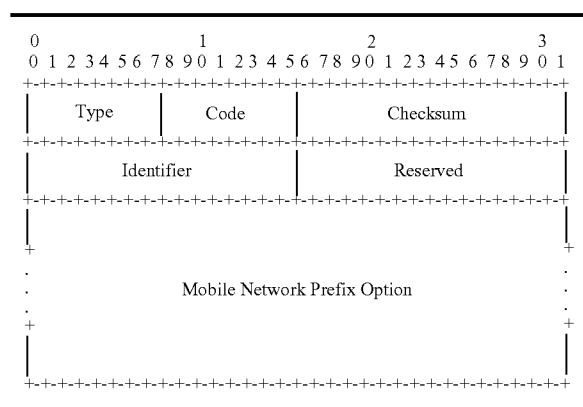 0 1 2 3
0 1 2 3 4 5 6 7 8 9 0 1 2 3 4 5 6 7 8 9 0 1 2 3 4 5 6 7 8 9 0 1
+-+-+-+-+-+-+-+-+-+-+-+-+-+-+-+-+-+-+-+-+-+-+-+-+-+-+-+-+-+-+-+-+
| Type | Code | Checksum |
+-+-+-+-+-+-+-+-+-+-+-+-+-+-+-+-+-+-+-+-+-+-+-+-+-+-+-+-+-+-+-+-+
| Identifier | Reserved |
+-+-+-+-+-+-+-+-+-+-+-+-+-+-+-+-+-+-+-+-+-+-+-+-+-+-+-+-+-+-+-+-+
| |
+ +
. .
. Mobile Network Prefix Option .
. .
+ +
| |
+-+-+-+-+-+-+-+-+-+-+-+-+-+-+-+-+-+-+-+-+-+-+-+-+-+-+-+-+-+-+-+-+